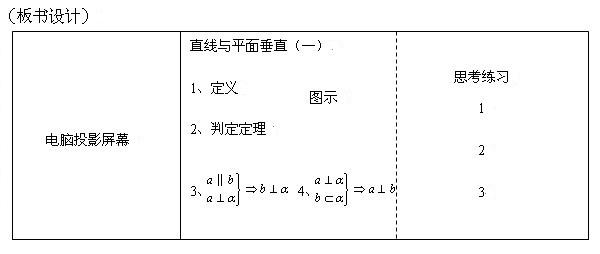 （板书设计）
电脑投影屏幕
直线与平面垂直（一）
1、定义
图示
2、判定定理
3、a∥b
a⊥α}⇒b⊥α
4、a⊥α
b⊂α}⇒a⊥b
思考练习
1
2
3